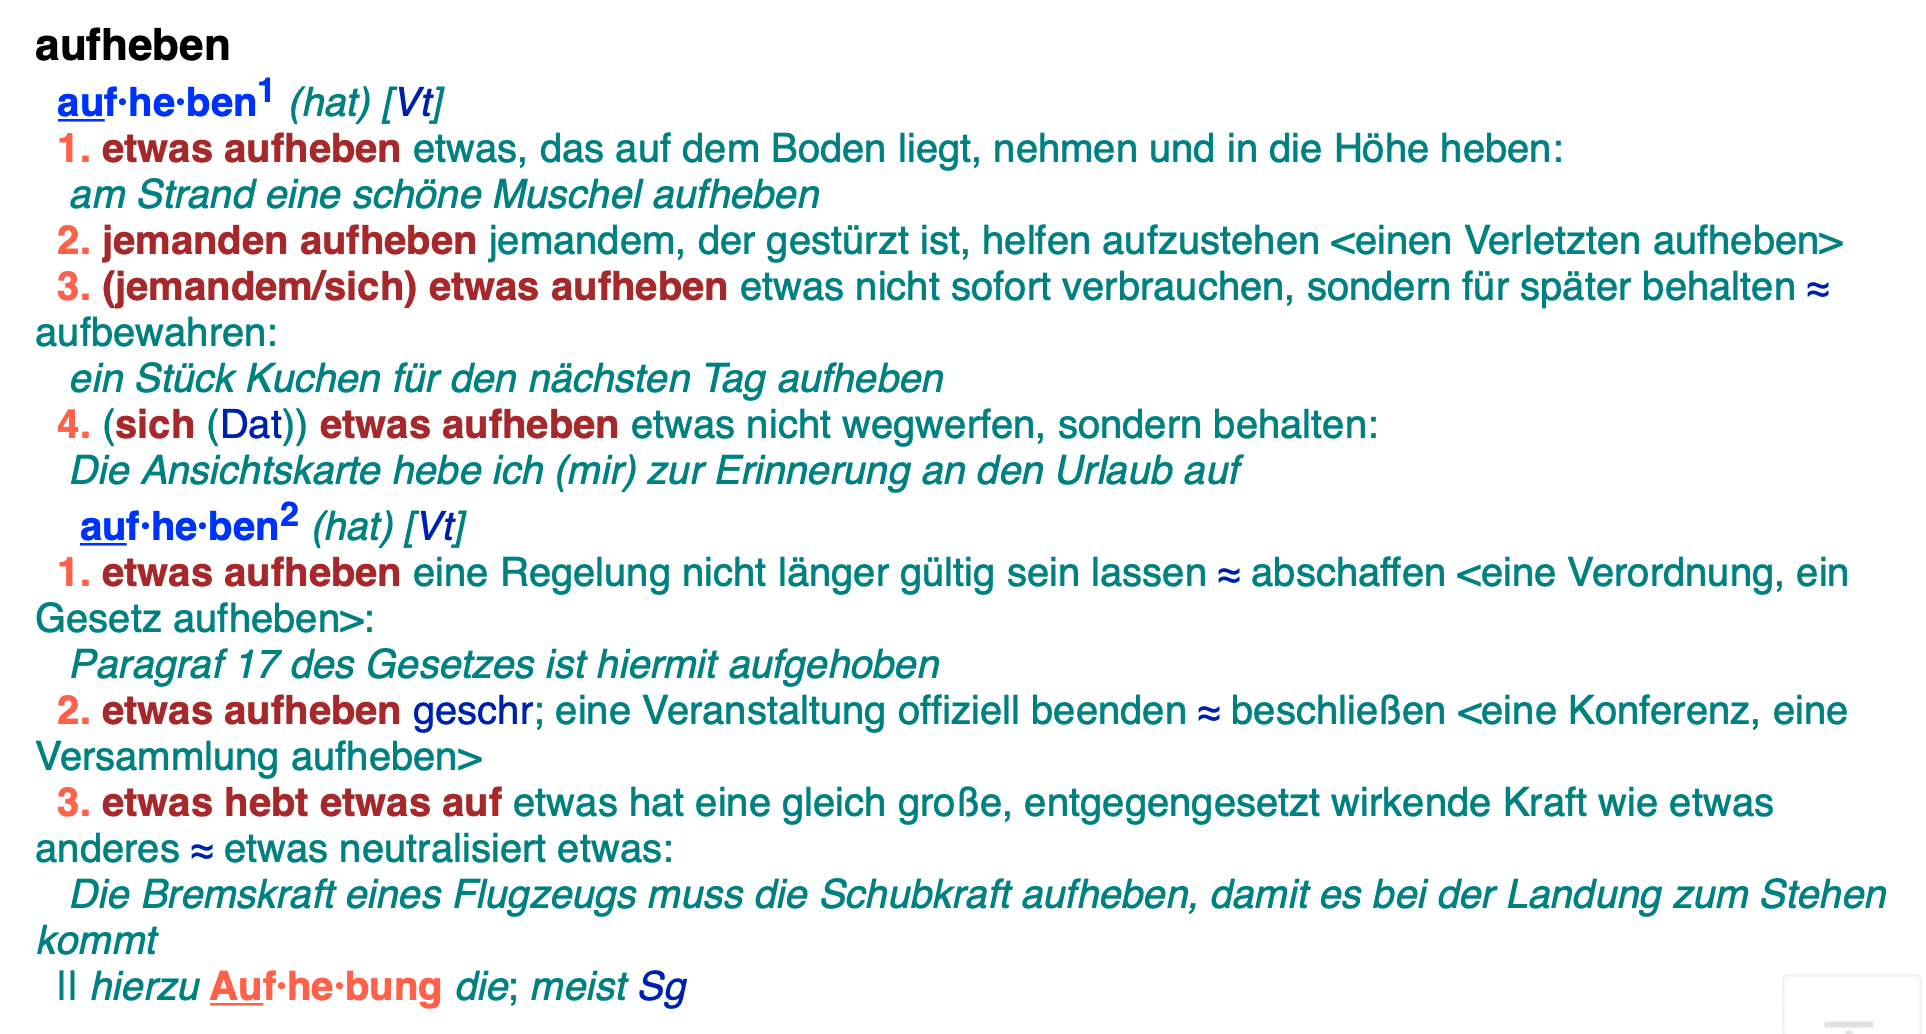 aufheben
auf·he·ben¹ (hat) [Vt]
1. etwas aufheben etwas, das auf dem Boden liegt, nehmen und in die Höhe heben:
am Strand eine schöne Muschel aufheben
2. jemanden aufheben jemandem, der gestürzt ist, helfen aufzustehen <einen Verletzten aufheben>
3. (jemandem/sich) etwas aufheben etwas nicht sofort verbrauchen, sondern für später behalten ≈
aufbewahren:
ein Stück Kuchen für den nächsten Tag aufheben
4. (sich (Dat)) etwas aufheben etwas nicht wegwerfen, sondern behalten:
Die Ansichtskarte hebe ich (mir) zur Erinnerung an den Urlaub auf
auf·he·ben² (hat) [Vt]
1. etwas aufheben eine Regelung nicht länger gültig sein lassen ≈ abschaffen <eine Verordnung, ein
Gesetz aufheben>:
Paragraf 17 des Gesetzes ist hiermit aufgehoben
2. etwas aufheben geschr; eine Veranstaltung offiziell beenden ≈ beschließen <eine Konferenz, eine
Versammlung aufheben>
3. etwas hebt etwas auf etwas hat eine gleich große, entgegengesetzt wirkende Kraft wie etwas
anderes ≈ etwas neutralisiert etwas:
Die Bremskraft eines Flugzeugs muss die Schubkraft aufheben, damit es bei der Landung zum Stehen
kommt
|| hierzu Auf·he·bung die; meist Sg